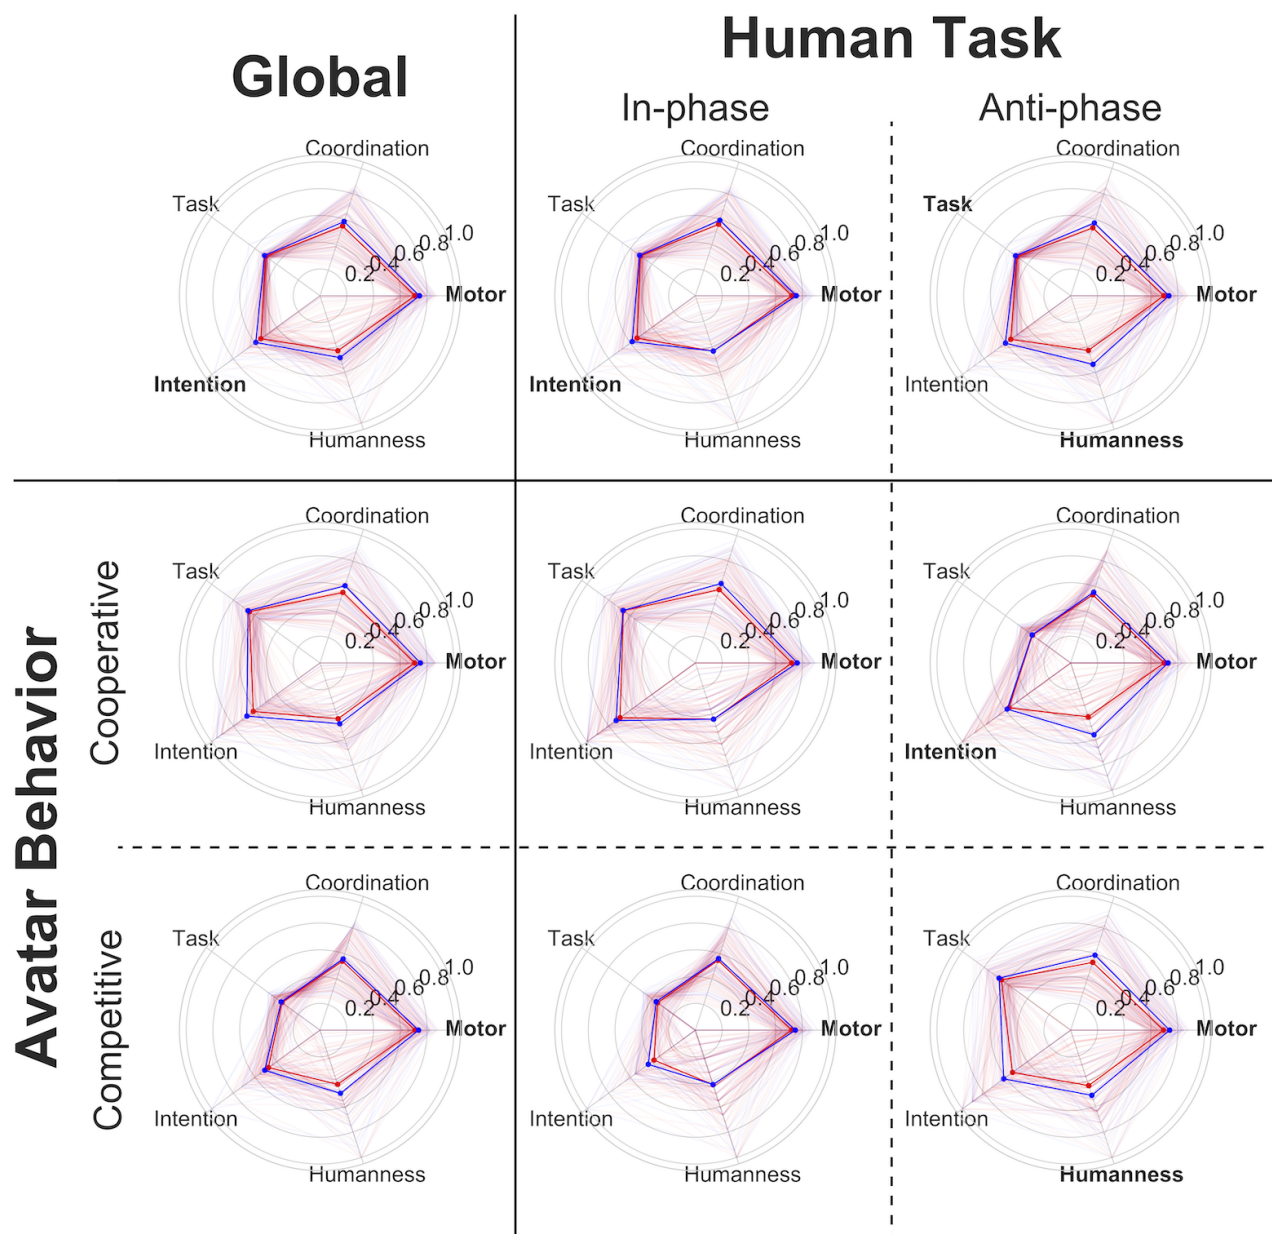 Human Task
Global
In-phase
Anti-phase
Coordination
Task
0.2
0.4
0.6
0.8
1.0
Motor
Intention
Humanness
Coordination
Task
0.2
0.4
0.6
0.8
1.0
Motor
Intention
Humanness
Coordination
Task
0.2
0.4
0.6
0.8
1.0
Motor
Intention
Humanness
Avatar Behavior
Cooperative
Coordination
Task
0.2
0.4
0.6
0.8
1.0
Motor
Intention
Humanness
Coordination
Task
0.2
0.4
0.6
0.8
1.0
Motor
Intention
Humanness
Coordination
Task
0.2
0.4
0.6
0.8
1.0
Motor
Intention
Humanness
Competitive
Coordination
Task
0.2
0.4
0.6
0.8
1.0
Motor
Intention
Humanness
Coordination
Task
0.2
0.4
0.6
0.8
1.0
Motor
Intention
Humanness
Coordination
Task
0.2
0.4
0.6
0.8
1.0
Motor
Intention
Humanness